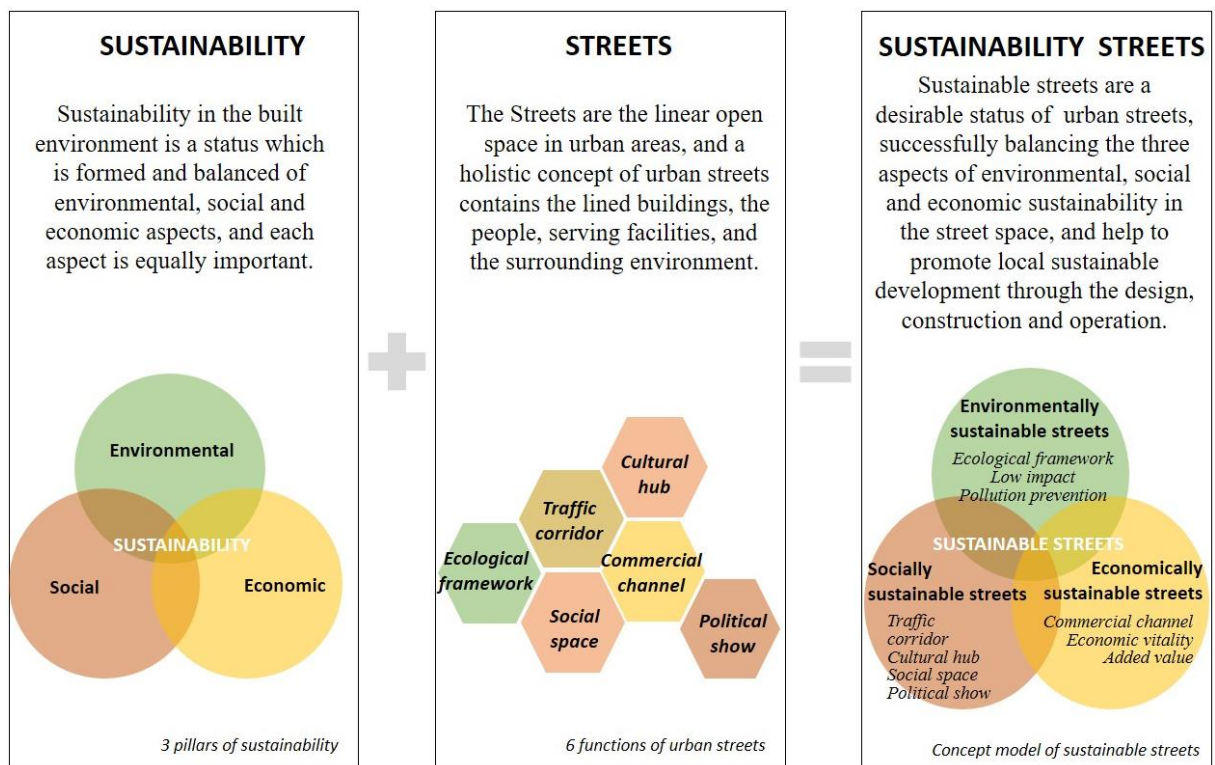 SUSTAINABILITY
Sustainability in the built
environment is a status which
is formed and balanced of
environmental, social and
economic aspects, and each
aspect is equally important.
Environmental
SUSTAINABILITY
Social
Economic
3 pillars of sustainability
STREETS
The Streets are the linear open
space in urban areas, and a
holistic concept of urban streets
contains the lined buildings, the
people, serving facilities, and
the surrounding environment.
Cultural
hub
Traffic
corridor
Ecological
framework
Commercial
channel
Social
space
Political
show
6 functions of urban streets
SUSTAINABILITY STREETS
Sustainable streets are a
desirable status of urban streets,
successfully balancing the three
aspects of environmental, social
and economic sustainability in
the street space, and help to
promote local sustainable
development through the design,
construction and operation.
Environmentally
sustainable streets
Ecological framework
Low impact
Pollution prevention
SUSTAINABLE STREETS
Socially
sustainable streets
Traffic
corridor
Cultural hub
Social space
Political show
Economically
sustainable streets
Commercial channel
Economic vitality
Added value
Concept model of sustainable streets